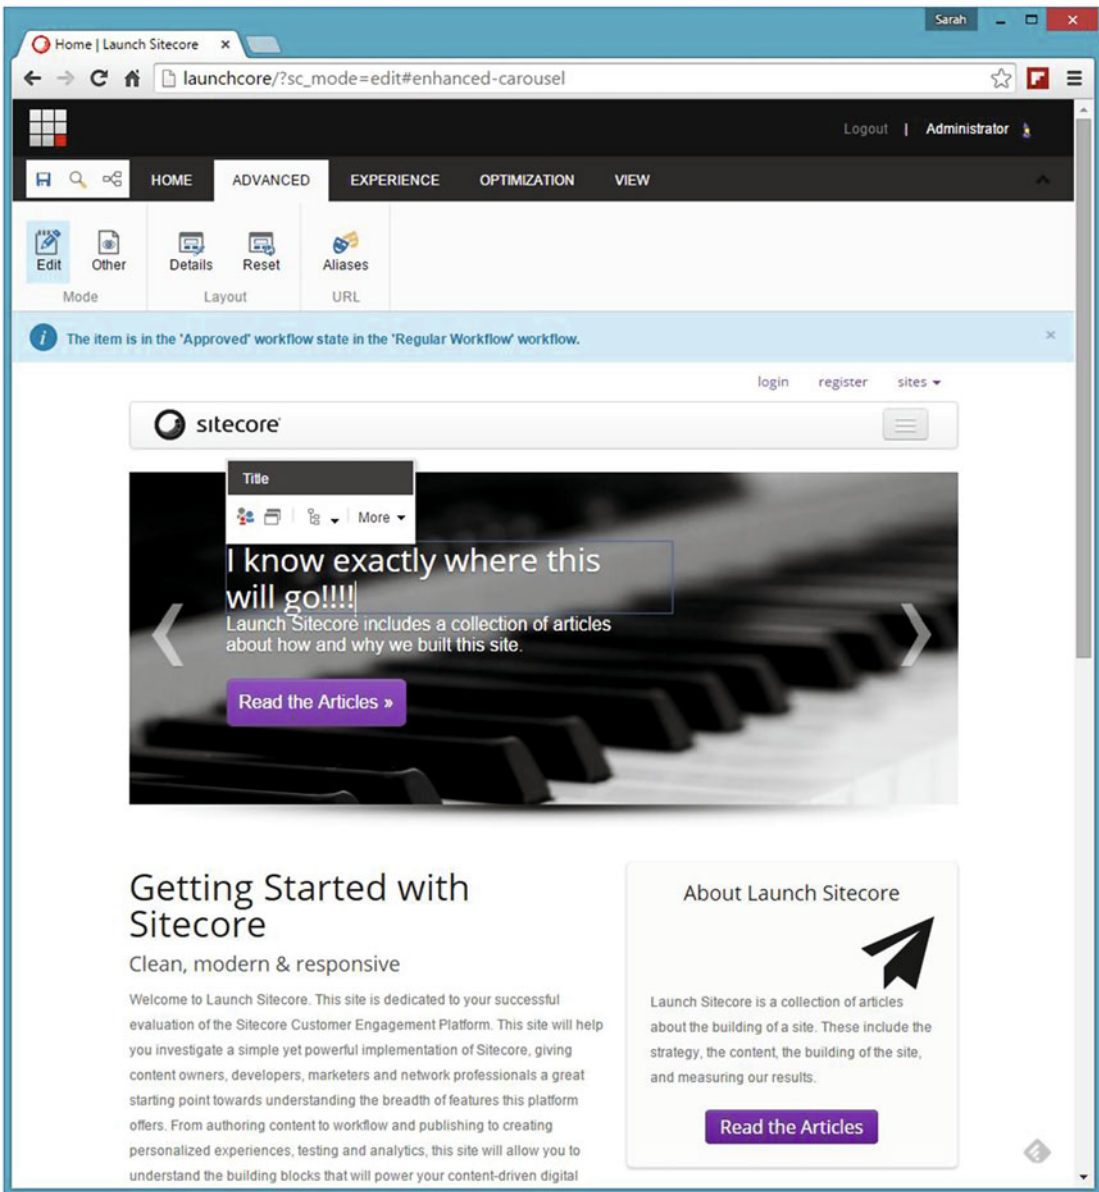 Sarah
Home | Launch Sitecore
launchcore/?sc_mode=edit#enhanced-carousel
Logout | Administrator
HOME ADVANCED EXPERIENCE OPTIMIZATION VIEW
Edit Other Details Reset Aliases
Mode Layout URL
The item is in the 'Approved' workflow state in the 'Regular Workflow' workflow.
login register sites
sitecore
Title
More
I know exactly where this
will go!!!!
Launch Sitecore includes a collection of articles
about how and why we built this site.
Read the Articles »
Getting Started with
Sitecore
Clean, modern & responsive
Welcome to Launch Sitecore. This site is dedicated to your successful
evaluation of the Sitecore Customer Engagement Platform. This site will help
you investigate a simple yet powerful implementation of Sitecore, giving
content owners, developers, marketers and network professionals a great
starting point towards understanding the breadth of features this platform
offers. From authoring content to workflow and publishing to creating
personalized experiences, testing and analytics, this site will allow you to
understand the building blocks that will power your content-driven digital
About Launch Sitecore
Launch Sitecore is a collection of articles
about the building of a site. These include the
strategy, the content, the building of the site,
and measuring our results.
Read the Articles